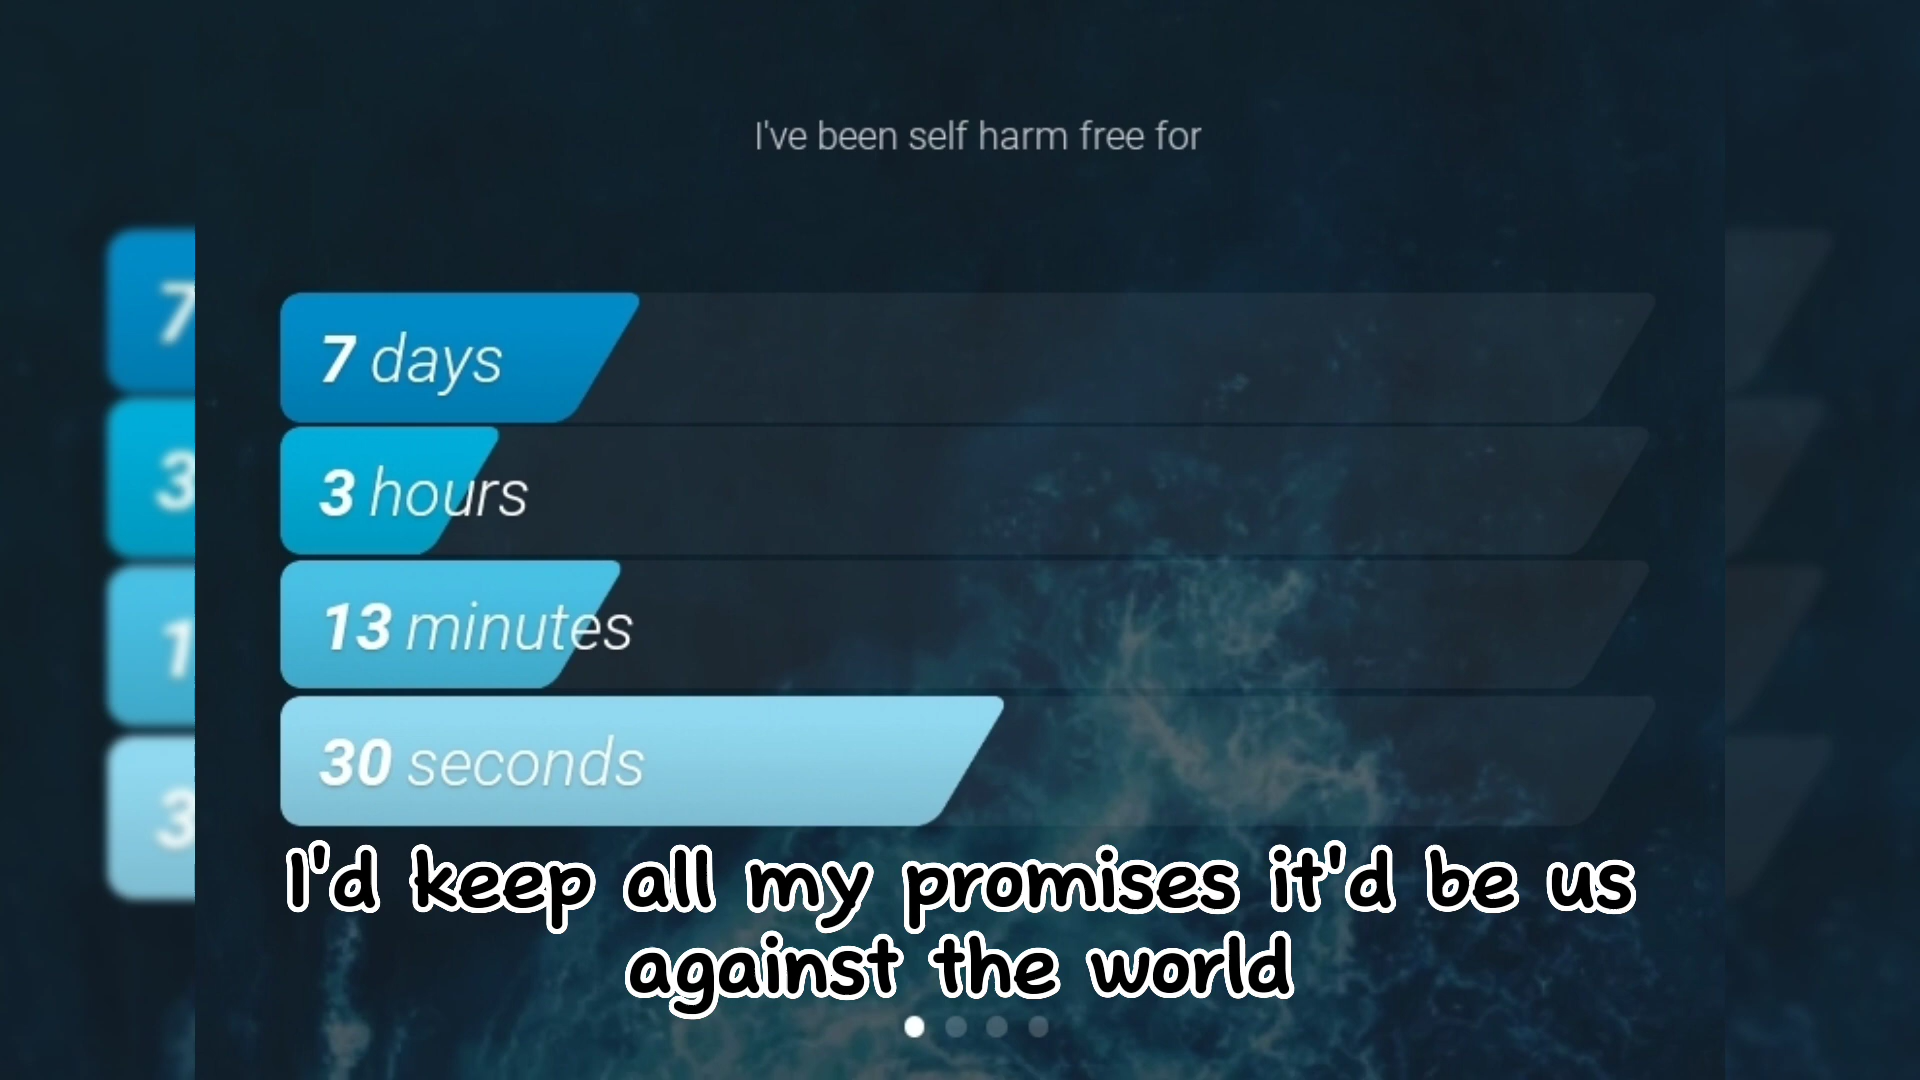 I've been self harm free for
7 days
3 hours
13 minutes
30 seconds
I'd keep all my promises it'd be us
against the world